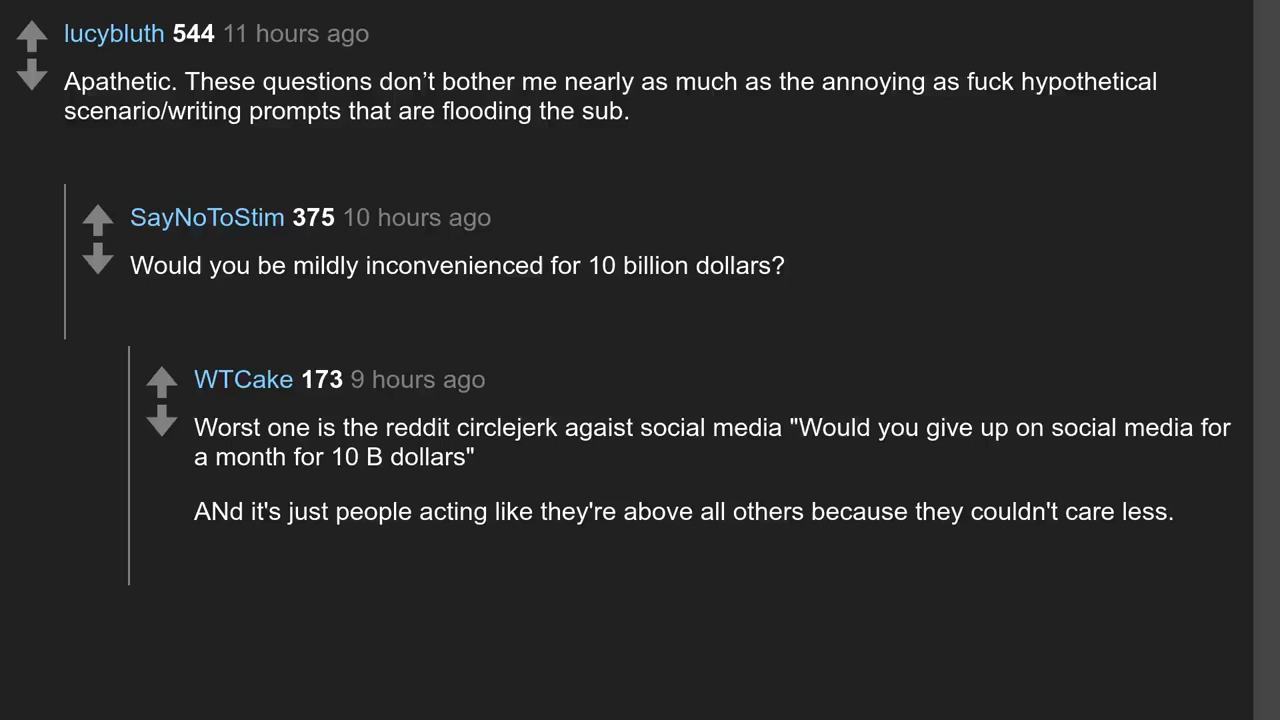 lucybluth 544 11 hours ago
Apathetic. These questions don’t bother me nearly as much as the annoying as fuck hypothetical
scenario/writing prompts that are flooding the sub.
SayNoToStim 375 10 hours ago
Would you be mildly inconvenienced for 10 billion dollars?
WTCake 173 9 hours ago
Worst one is the reddit circlejerk agaist social media "Would you give up on social media for
a month for 10 B dollars"
ANd it's just people acting like they're above all others because they couldn't care less.